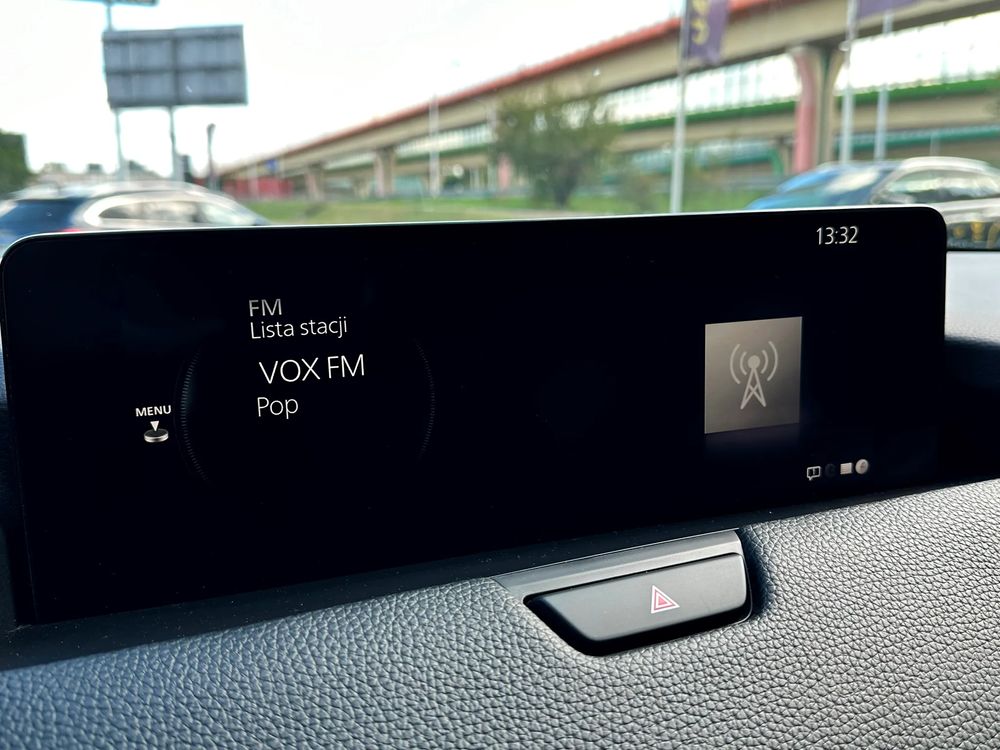 13:32
FM
Lista stacji
VOX FM
Pop
MENU